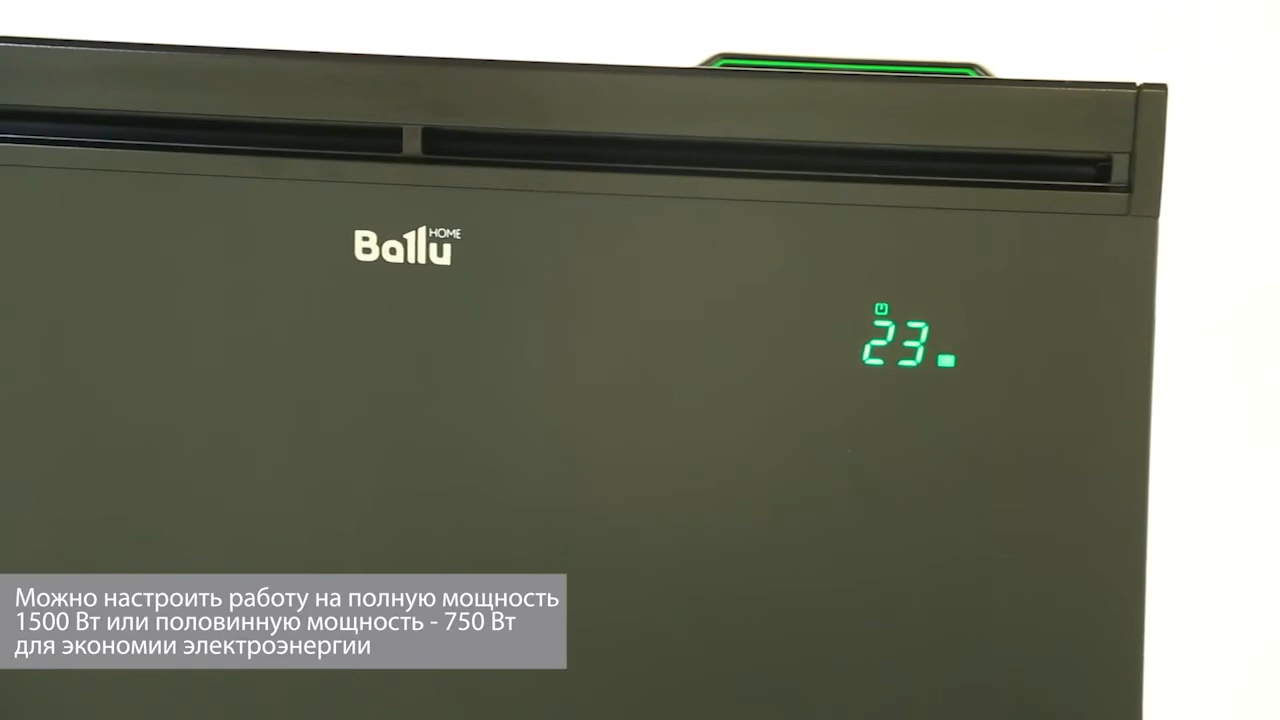 Ballu HOME
23
Можно настроить работу на полную мощность
1500 Вт или половинную мощность - 750 Вт
для экономии электроэнергии